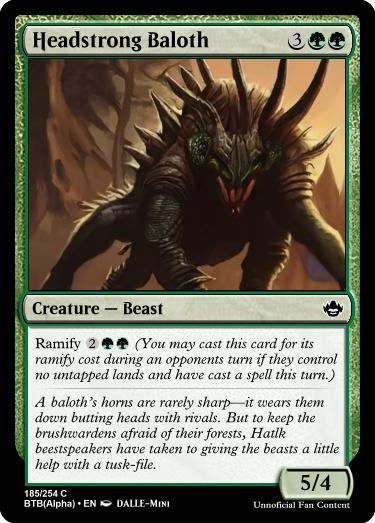 Headstrong Baloth 3
Creature — Beast
Ramify 2 (You may cast this card for its
ramify cost during an opponents turn if they control
no untapped lands and have cast a spell this turn.)
A baloth's horns are rarely sharp—it wears them
down butting heads with rivals. But to keep the
brushwardens afraid of their forests, Hatlk
beestspeakers have taken to giving the beasts a little
help with a tusk-file.
5/4
185/254 C
BTB(Alpha) • EN DALLE-Mini
Unofficial Fan Content